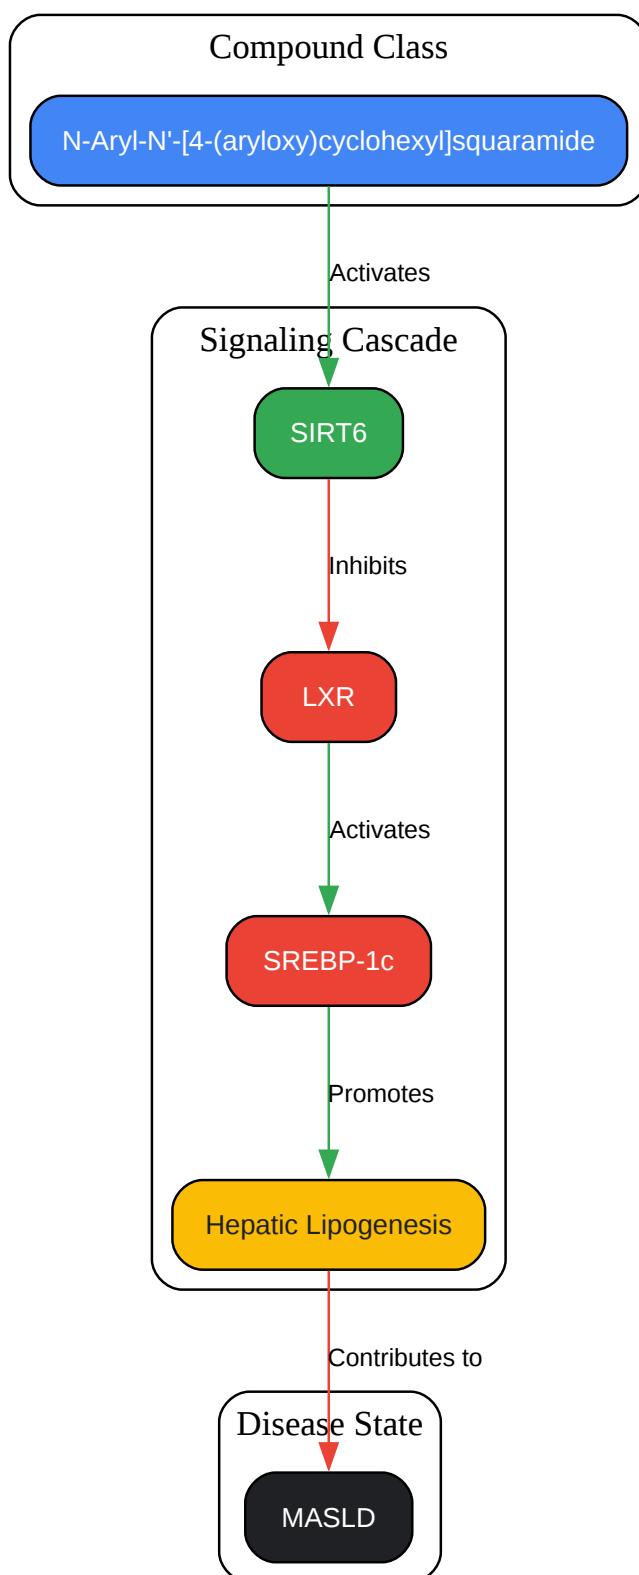 Compound Class
N-Aryl-N'-[4-(aryloxy)cyclohexyl]squaramide
Activates
Signaling Cascade
SIRT6
Inhibits
LXR
Activates
SREBP-1c
Promotes
Hepatic Lipogenesis
Contributes to
Disease State
MASLD